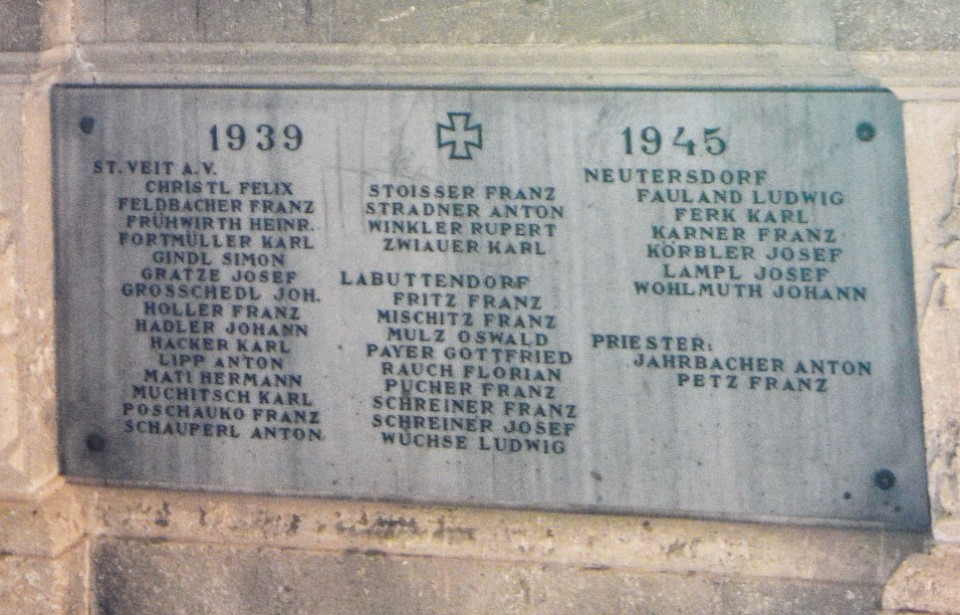 1939 1945
ST. VEIT A.V.
CHRISTL FELIX
FELDBACHER FRANZ
FRÜHWIRTH HEINR.
FORTMÜLLER KARL
GINDL SIMON
GRATZE JOSEF
GROSSCHEDL JOH.
HOLLER FRANZ
HADLER JOHANN
HACKER KARL
LIPP ANTON
MATI HERMANN
MUCHITSCH KARL
POSCHAUKO FRANZ
SCHAUPERL ANTON
STOISSER FRANZ
STRADNER ANTON
WINKLER RUPERT
ZWIAUER KARL
LABUTTENDORF
FRITZ FRANZ
MISCHITZ FRANZ
MULZ OSWALD
PAYER GOTTFRIED
RAUCH FLORIAN
PUCHER FRANZ
SCHREINER FRANZ
SCHREINER JOSEF
WÜCHSE LUDWIG
NEUTERSDORF
FAULAND LUDWIG
FERK KARL
KARNER FRANZ
KÖRBLER JOSEF
LAMPL JOSEF
WOHLMUTH JOHANN
PRIESTER:
JAHRBACHER ANTON
PETZ FRANZ